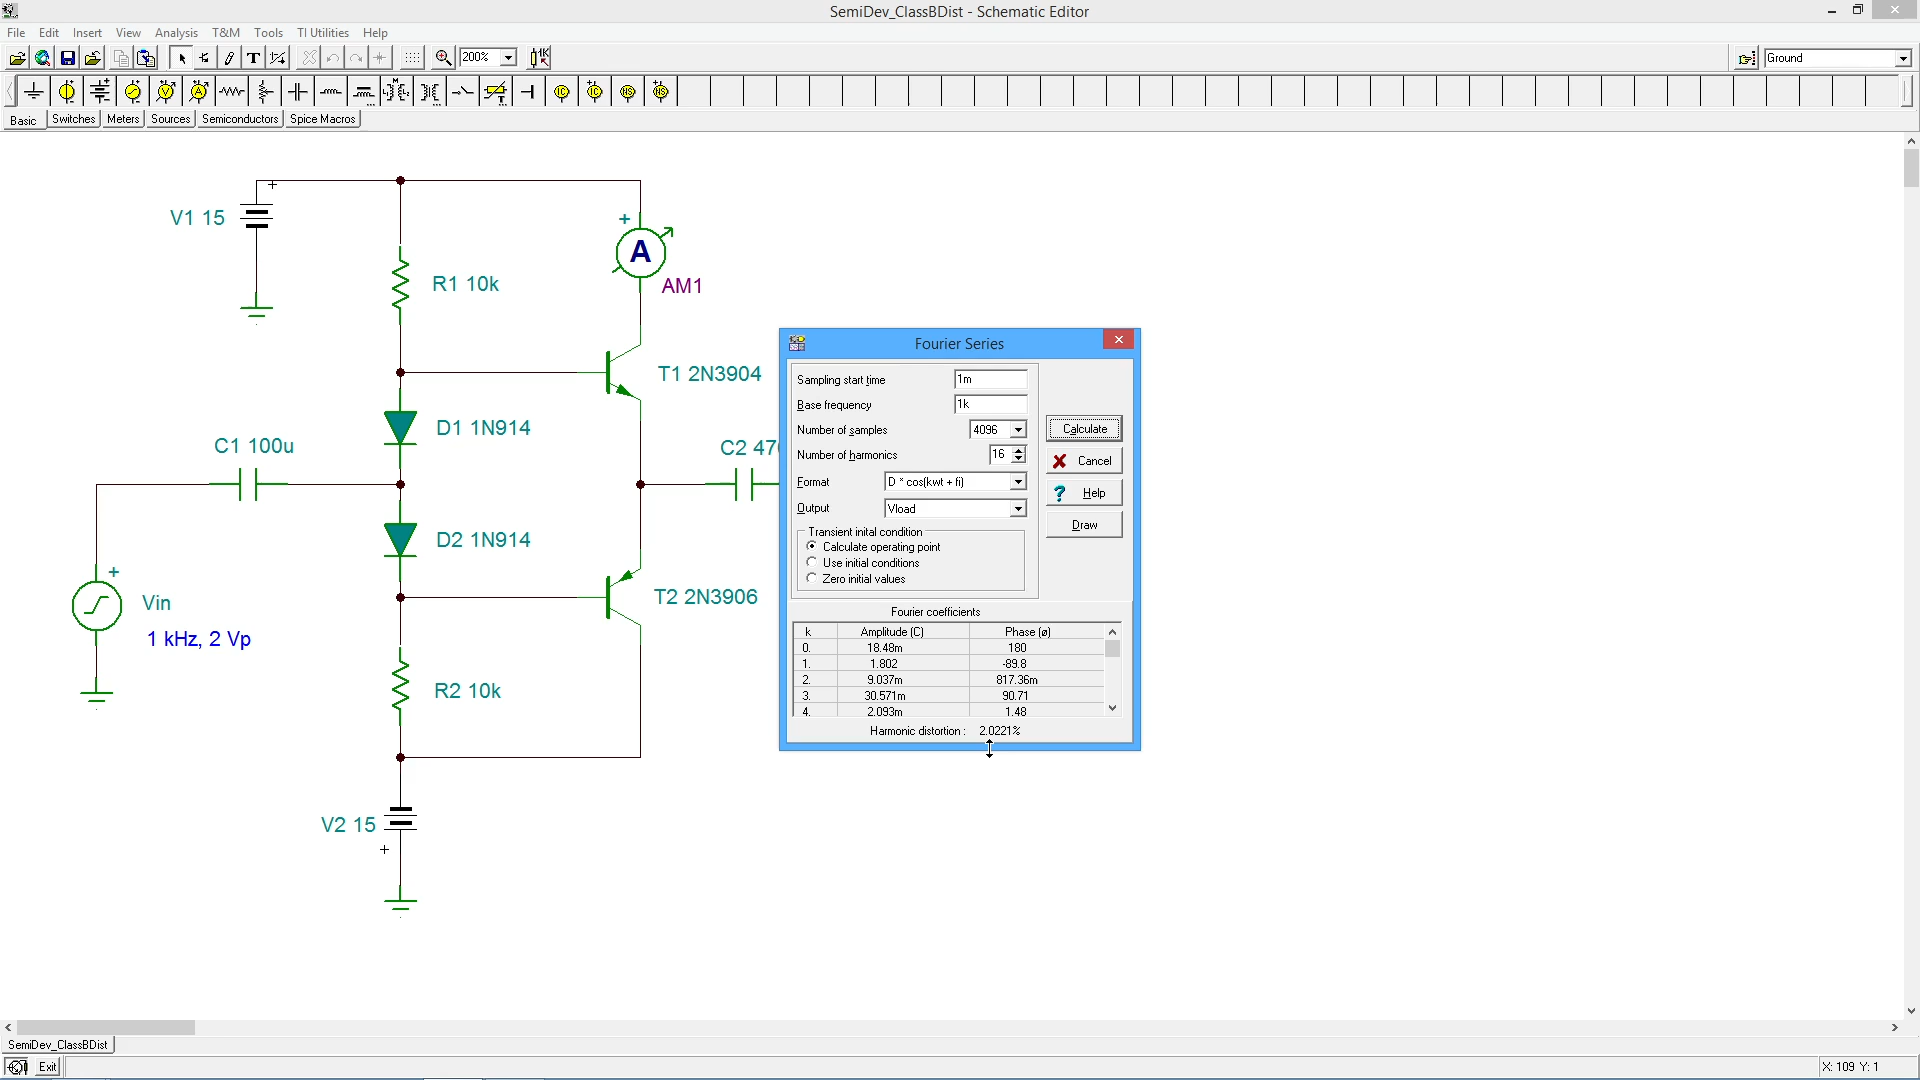 SemiDev_ClassBDist - Schematic Editor
File Edit Insert View Analysis T&M Tools TI Utilities Help
T 200% 1K Ground
Basic Switches Meters Sources Semiconductors Spice Macros
+
V1 15
+
A
AM1
R1 10k
T1 2N3904
D1 1N914
C1 100u
C2 47
D2 1N914
+
Vin
1 kHz, 2 Vp
T2 2N3906
R2 10k
V2 15
+
Fourier Series
Sampling start time 1m
Base frequency 1k
Number of samples 4096
Calculate
Number of harmonics 16
Cancel
Format D * cos(kwt + fi)
? Help
Output Vload
Draw
Transient inital condition
Calculate operating point
Use initial conditions
Zero initial values
Fourier coefficients
k Amplitude (C) Phase (ø)
0. 18.48m 180
1. 1.802 -89.8
2. 9.037m 817.36m
3. 30.571m 90.71
4. 2.093m 1.48
Harmonic distortion : 2.0221%
SemiDev_ClassBDist
Exit
X: 109 Y: 1